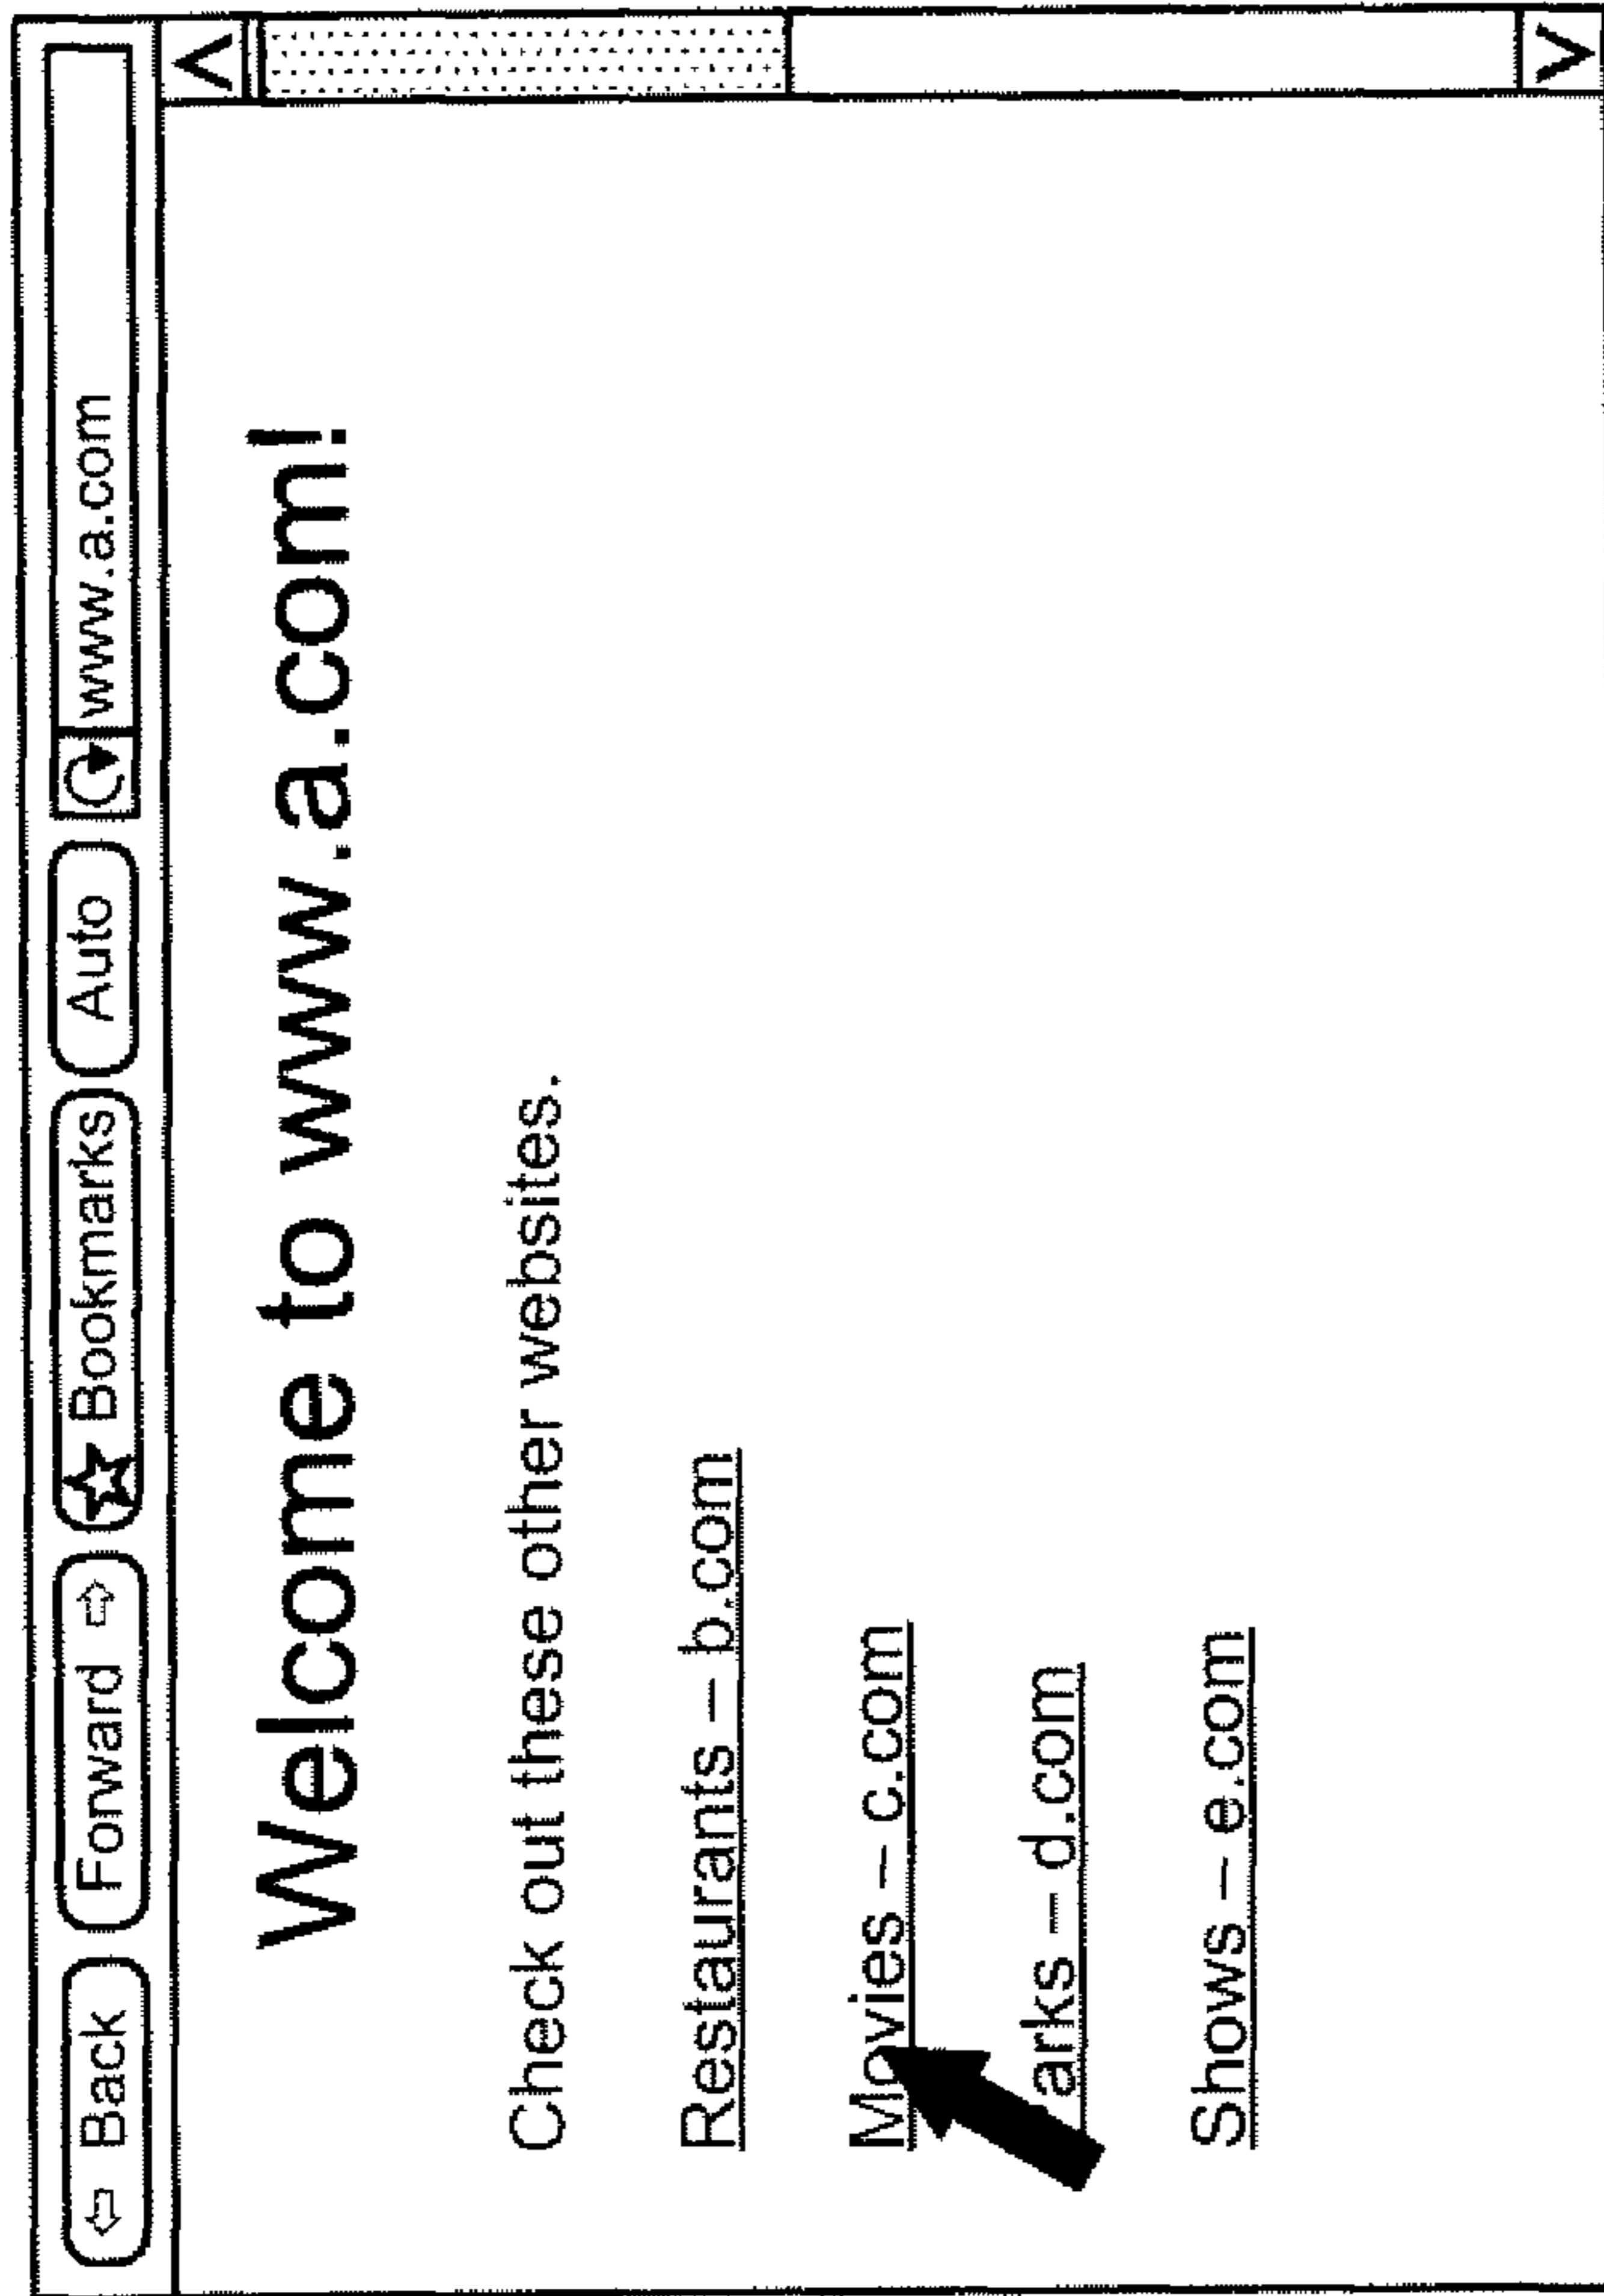 Back Forward Bookmarks Auto www.a.com
Welcome to www.a.com!
Check out these other websites.
Restaurants – b.com
Movies – c.com
arks – d.com
Shows – e.com